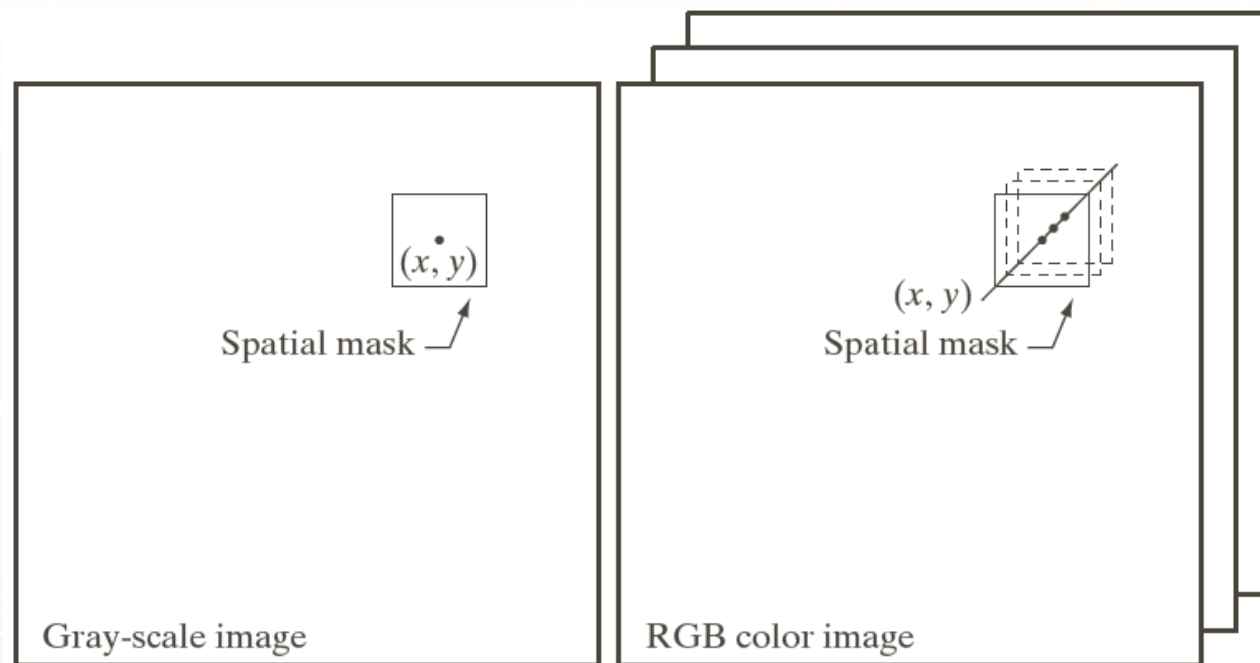 (x, y)
Spatial mask
Gray-scale image
(x, y)
Spatial mask
RGB color image